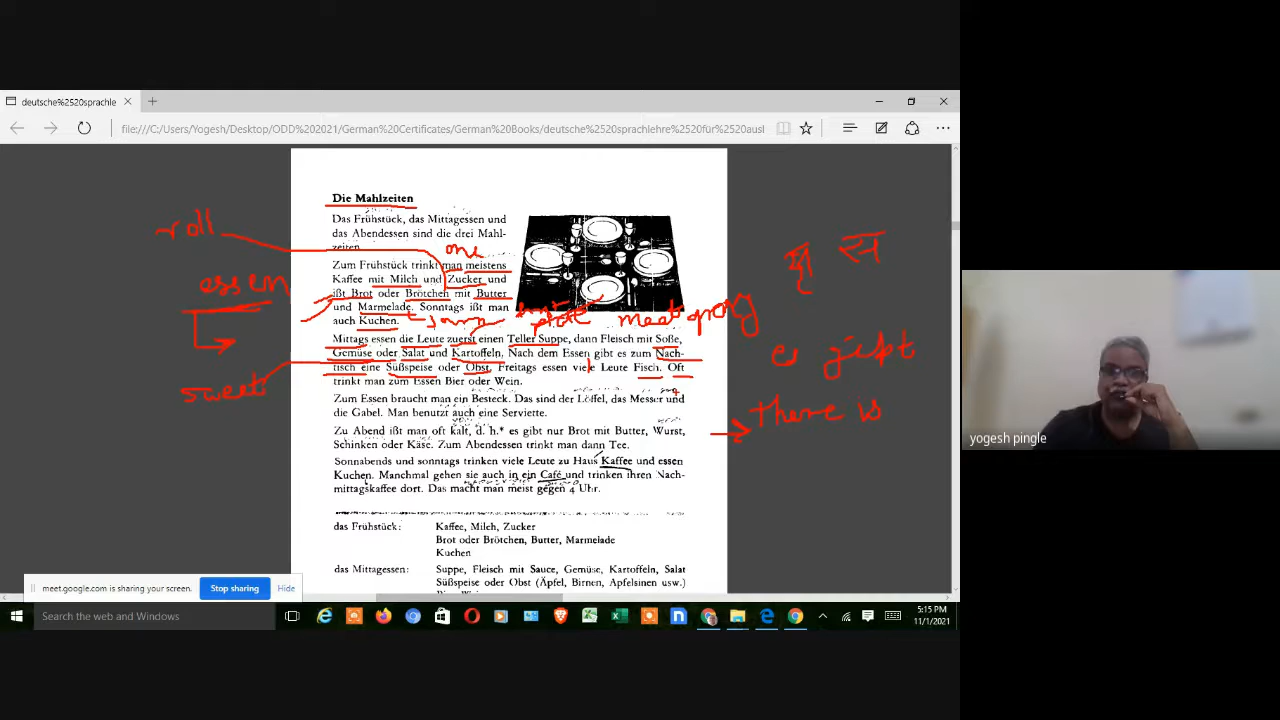 deutsche%2520sprachle
file:///C:/Users/Yogesh/Desktop/ODD%202021/German%20Certificates/German%20Books/deutsche%2520sprachlehre%2520für%2520ausl
Die Mahlzeiten
Das Frühstück, das Mittagessen und
das Abendessen sind die drei Mahl-
zeiten.
Zum Frühstück trinkt man meistens
Kaffee mit Milch und Zucker und
ißt Brot oder Brötchen mit Butter
und Marmelade. Sonntags ißt man
auch Kuchen.
Mittags essen die Leute zuerst einen Teller Suppe, dann Fleisch mit Soße,
Gemüse oder Salat und Kartoffeln. Nach dem Essen gibt es zum Nach-
tisch eine Süßspeise oder Obst. Freitags essen viele Leute Fisch. Oft
trinkt man zum Essen Bier oder Wein.
Zum Essen braucht man ein Besteck. Das sind der Löffel, das Messer und
die Gabel. Man benutzt auch eine Serviette.
Zu Abend ißt man oft kalt, d. h.* es gibt nur Brot mit Butter, Wurst,
Schinken oder Käse. Zum Abendessen trinkt man dann Tee.
Sonnabends und sonntags trinken viele Leute zu Haus Kaffee und essen
Kuchen. Manchmal gehen sie auch in ein Café und trinken ihren Nach-
mittagskaffee dort. Das macht man meist gegen 4 Uhr.
das Frühstück: Kaffee, Milch, Zucker
Brot oder Brötchen, Butter, Marmelade
Kuchen
das Mittagessen: Suppe, Fleisch mit Sauce, Gemüse, Kartoffeln, Salat
Süßspeise oder Obst (Äpfel, Birnen, Apfelsinen usw.)
roll
one
essen
sweet
there is
yogesh pingle
meet.google.com is sharing your screen.
Stop sharing
Hide
Search the web and Windows
5:15 PM
11/1/2021